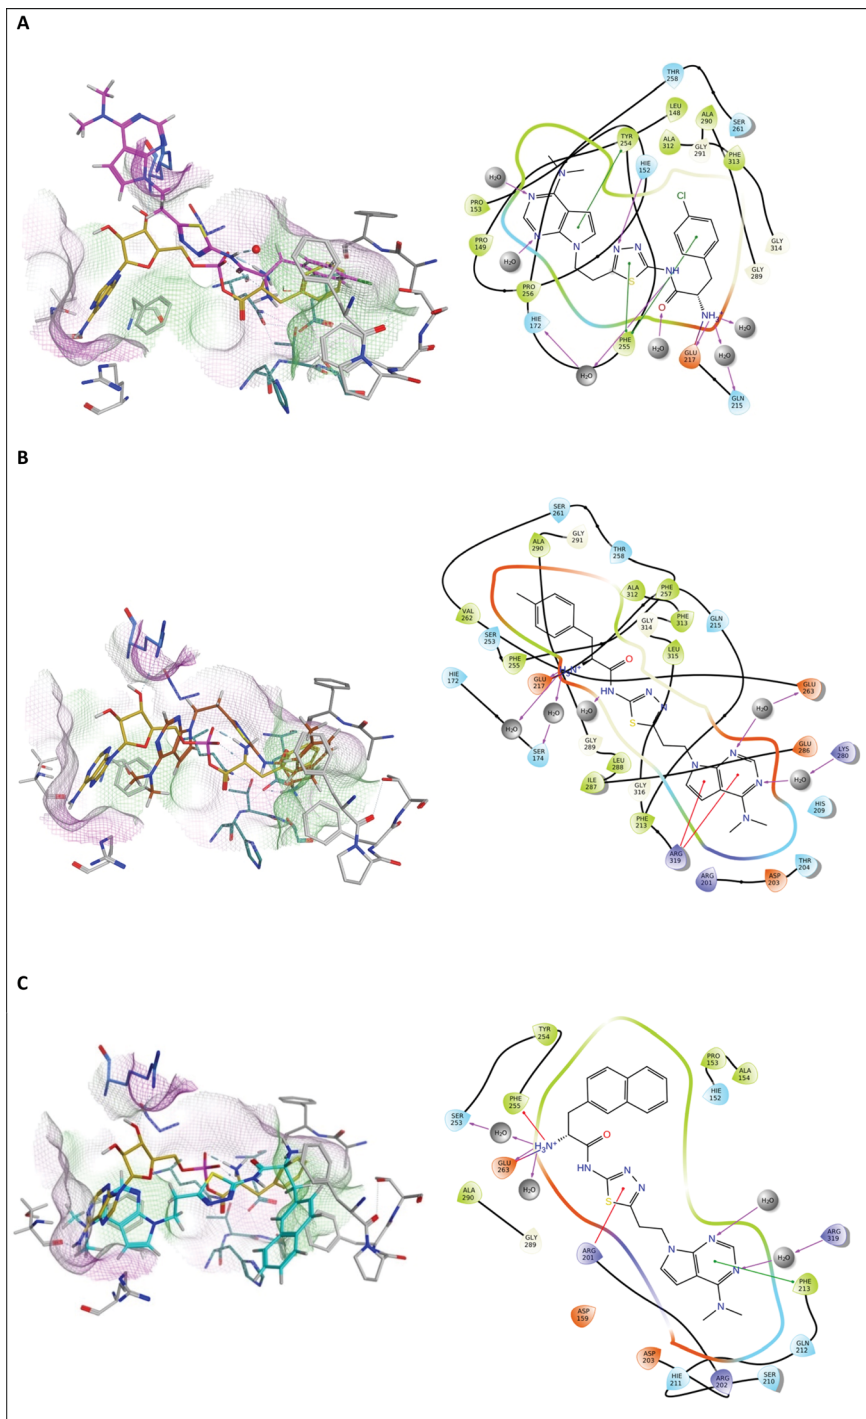 A
THR
258
LEU
148
ALA
290
SER
261
TYR
254
ALA
312
GLY
291
HIE
152
PHE
313
H₂O
N
N
PRO
153
Cl
N
N
N
GLY
314
PRO
149
N
H₂O
S
NH
GLY
289
PRO
256
O
HIE
172
NH₂
H₂O
PHE
255
H₂O
GLU
217
H₂O
H₂O
GLN
215
B
SER
261
GLY
291
ALA
290
THR
258
ALA
312
PHE
257
VAL
262
PHE
313
GLN
215
SER
253
GLY
314
PHE
255
LEU
315
O
HIE
172
GLU
217
H₃N⁺
GLU
263
HN
N
N
H₂O
H₂O
H₂O
H₂O
S
SER
174
GLY
289
GLU
286
LYS
280
LEU
288
N
ILE
287
N
N
H₂O
GLY
316
HIS
209
PHE
213
N
ARG
319
THR
204
ARG
201
ASP
203
C
TYR
254
PRO
153
ALA
154
PHE
255
HIE
152
SER
253
H₂O
H₃N⁺
O
GLU
263
HN
H₂O
N
N
ALA
290
S
H₂O
GLY
289
ARG
319
ARG
201
N
N
H₂O
N
PHE
213
N
ASP
159
GLN
212
ASP
203
HIE
211
ARG
202
SER
210